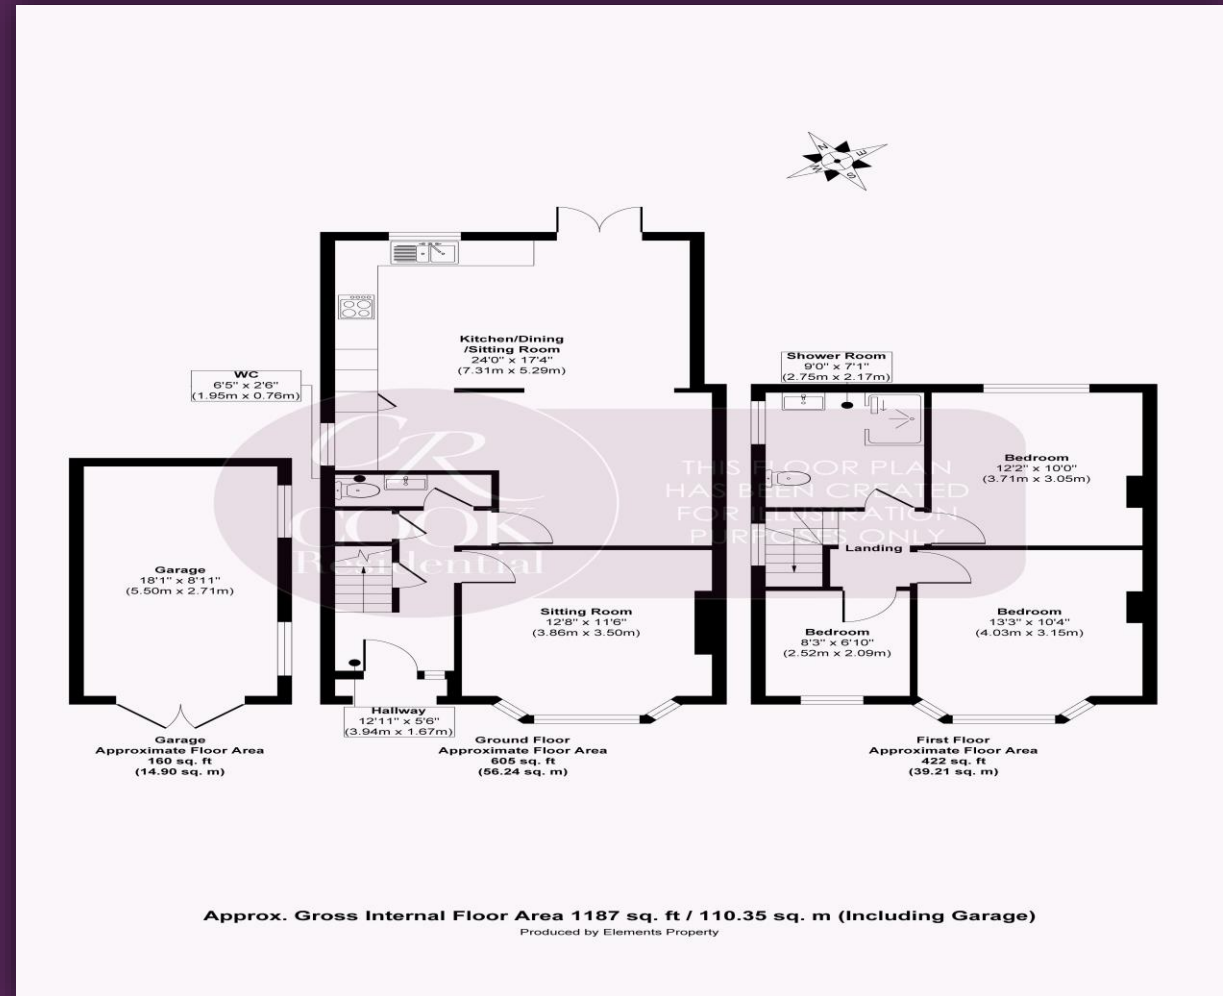 N
E
S
W
Kitchen/Dining
/Sitting Room
24'0" x 17'4"
(7.31m x 5.29m)
WC
6'5" x 2'6"
(1.95m x 0.76m)
Shower Room
9'0" x 7'1"
(2.75m x 2.17m)
Bedroom
12'2" x 10'0"
(3.71m x 3.05m)
CR
COOK
Residential
THIS FLOOR PLAN
HAS BEEN CREATED
FOR ILLUSTRATION
PURPOSES ONLY
Landing
Garage
18'1" x 8'11"
(5.50m x 2.71m)
Sitting Room
12'8" x 11'6"
(3.86m x 3.50m)
Bedroom
8'3" x 6'10"
(2.52m x 2.09m)
Bedroom
13'3" x 10'4"
(4.03m x 3.15m)
Hallway
12'11" x 5'6"
(3.94m x 1.67m)
Garage
Approximate Floor Area
160 sq. ft
(14.90 sq. m)
Ground Floor
Approximate Floor Area
605 sq. ft
(56.24 sq. m)
First Floor
Approximate Floor Area
422 sq. ft
(39.21 sq. m)
Approx. Gross Internal Floor Area 1187 sq. ft / 110.35 sq. m (Including Garage)
Produced by Elements Property